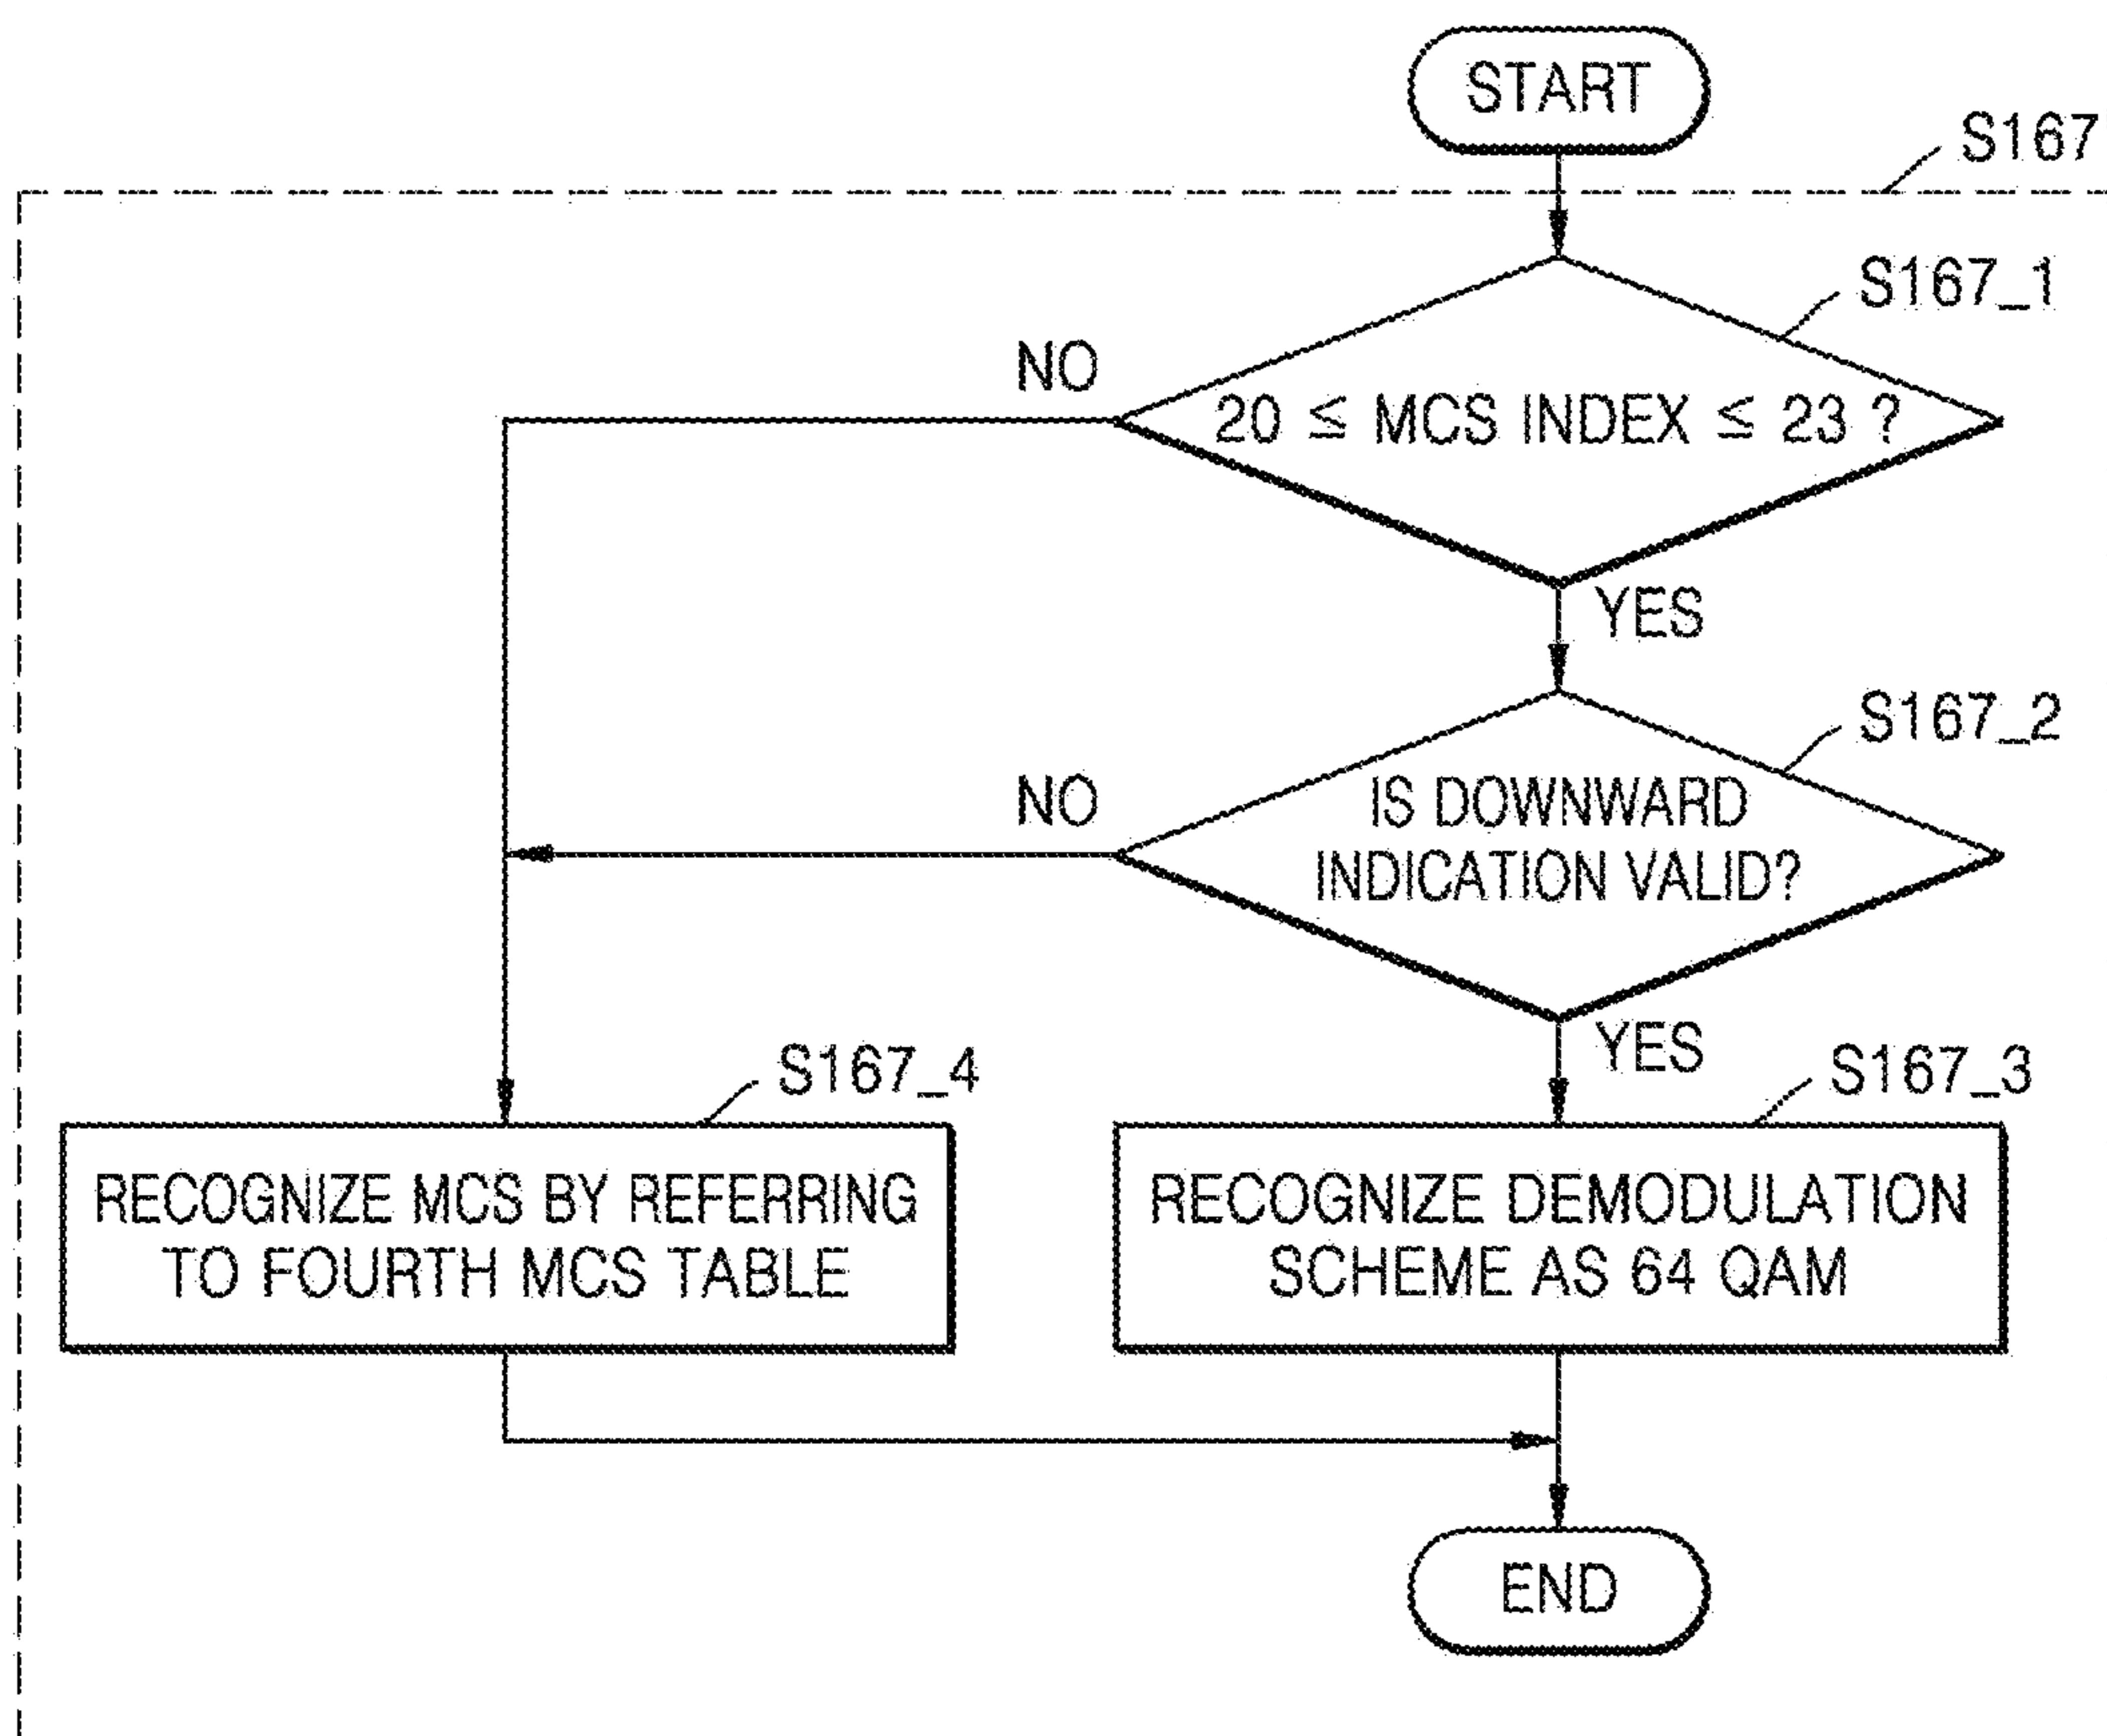 START
S167
S167_1
NO
20 ≤ MCS INDEX ≤ 23 ?
YES
S167_2
NO
IS DOWNWARD
INDICATION VALID?
YES
S167_4
S167_3
RECOGNIZE MCS BY REFERRING
TO FOURTH MCS TABLE
RECOGNIZE DEMODULATION
SCHEME AS 64 QAM
END